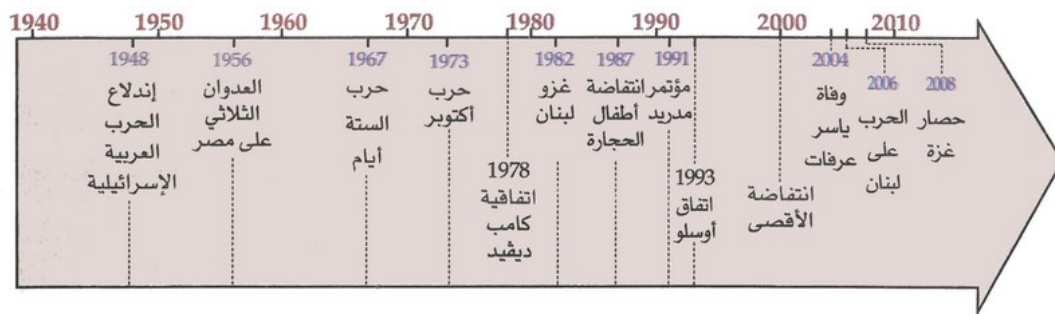 1940
1950
1960
1970
1980
1990
2000
2010
1948
إندلاع
الحرب
العربية
الإسرائيلية
1956
العدوان
الثلاثي
على مصر
1967
حرب
الستة
أيام
1973
حرب
أكتوبر
1978
اتفاقية
كامب
ديڤيد
1982
غزو
لبنان
1987
انتفاضة
أطفال
الحجارة
1991
مؤتمر
مدريد
1993
اتفاق
أوسلو
انتفاضة
الأقصى
2004
وفاة
ياسر
عرفات
2006
الحرب
على
لبنان
2008
حصار
غزة